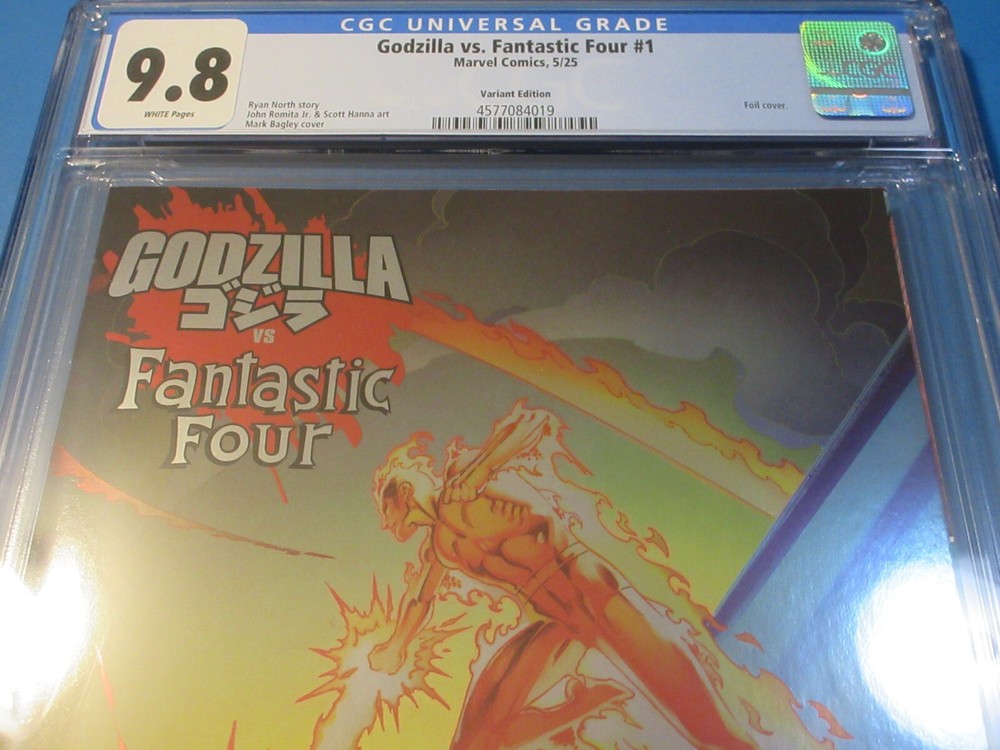 CGC UNIVERSAL GRADE
9.8
WHITE Pages
Godzilla vs. Fantastic Four #1
Marvel Comics, 5/25
Variant Edition
4577084019
Ryan North story
John Romita Jr. & Scott Hanna art
Mark Bagley cover
Foil cover.
CGC
GODZILLA
ゴジラ
VS
Fantastic
Four